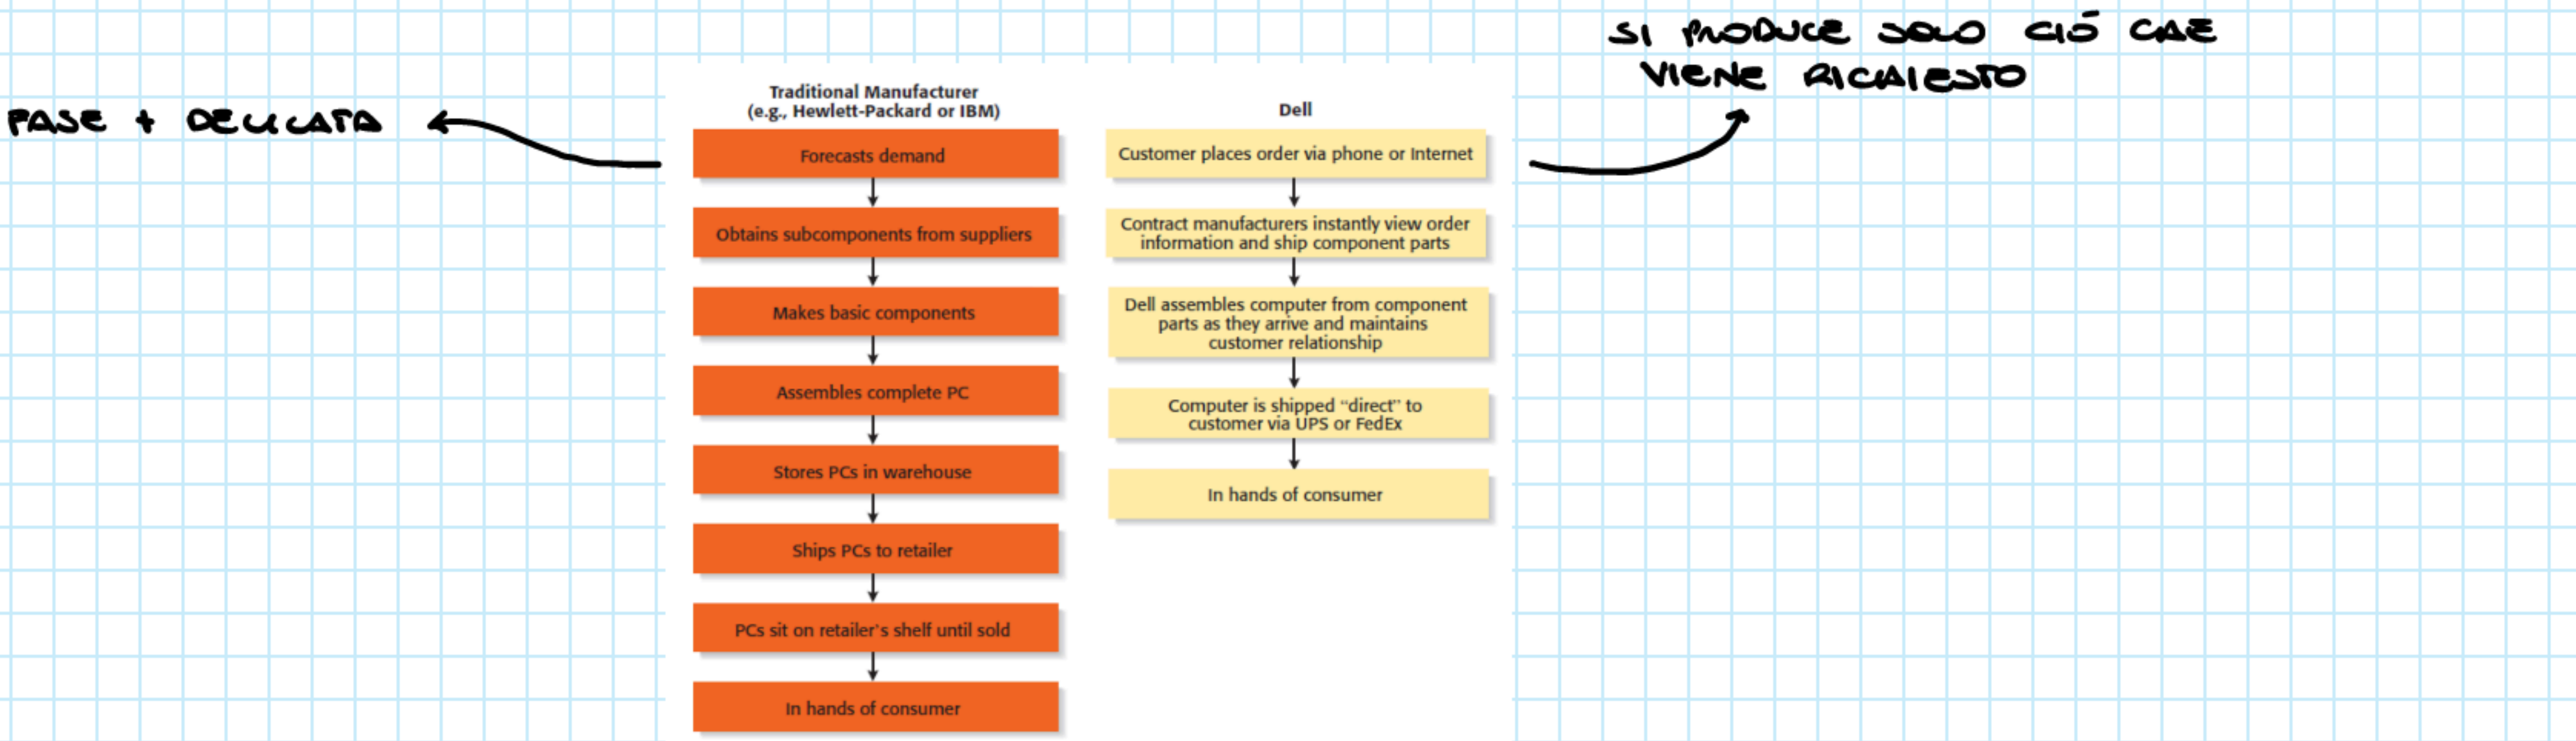 SI PRODUCE SOLO CIÒ CHE
VIENE RICHIESTO
FASE + DELICATA
Traditional Manufacturer
(e.g., Hewlett-Packard or IBM)
Forecasts demand
Obtains subcomponents from suppliers
Makes basic components
Assembles complete PC
Stores PCs in warehouse
Ships PCs to retailer
PCs sit on retailer's shelf until sold
In hands of consumer
Dell
Customer places order via phone or Internet
Contract manufacturers instantly view order
information and ship component parts
Dell assembles computer from component
parts as they arrive and maintains
customer relationship
Computer is shipped “direct” to
customer via UPS or FedEx
In hands of consumer